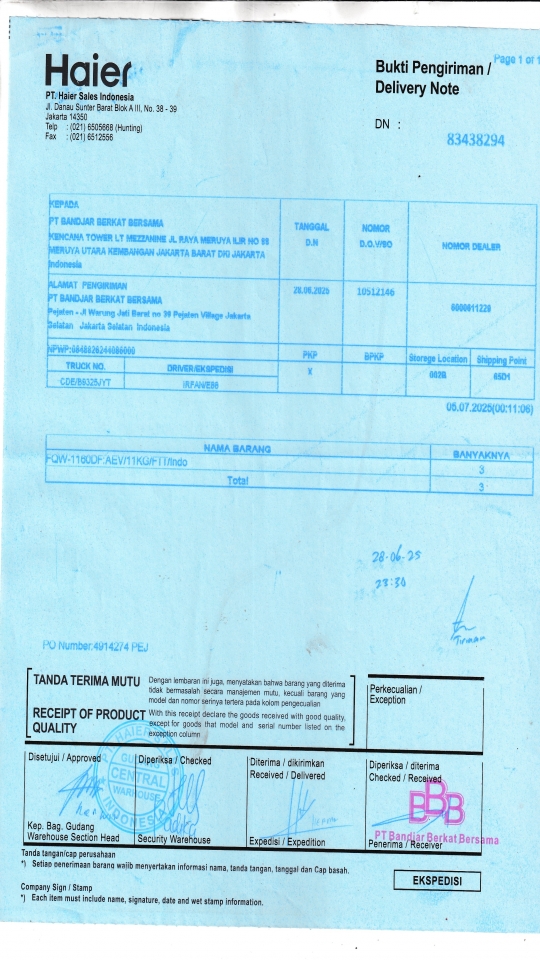 Page 1 of 1
Haier
Bukti Pengiriman /
Delivery Note
PT. Haier Sales Indonesia
Jl. Danau Sunter Barat Blok A III, No. 38 - 39
Jakarta 14350
Telp : (021) 6505668 (Hunting)
Fax : (021) 6512556
DN :
83438294
KEPADA
PT BANDJAR BERKAT BERSAMA
KENCANA TOWER LT MEZZANINE JL RAYA MERUYA ILIR NO 88
MERUYA UTARA KEMBANGAN JAKARTA BARAT DKI JAKARTA
Indonesia
TANGGAL
D.N
NOMOR
D.O.V/SO
NOMOR DEALER
ALAMAT PENGIRIMAN
PT BANDJAR BERKAT BERSAMA
Pejaten - Jl Warung Jati Barat no 39 Pejaten Village Jakarta
Selatan Jakarta Selatan Indonesia
28.06.2025
10512146
NPWP:
PKP
BPKP
Storage Location
Shipping Point
TRUCK NO.
DRIVER/EKSPEDISI
X
002B
65D1
CDE/B9325JYT
05.07.2025(00:11:06)
NAMA BARANG
BANYAKNYA
FQW-1160DF:AEV/11KG/FTT/Indo
3
Total
3
28.06.25
23:30
Tirman
PO Number:4914274 PEJ
TANDA TERIMA MUTU
Dengan lembaran ini juga, menyatakan bahwa barang yang diterima
tidak bermasalah secara manajemen mutu, kecuali barang yang
model dan nomor serinya tertera pada kolom pengecualian
RECEIPT OF PRODUCT
QUALITY
With this receipt declare the goods received with good quality,
except for goods that model and serial number listed on the
exception column
Perkecualian /
Exception
Disetujui / Approved
Diperiksa / Checked
Diterima / dikirimkan
Received / Delivered
Diperiksa / diterima
Checked / Received
CENTRAL
WAREHOUSE
INDONESIA
BBB
PT Bandjar Berkat Bersama
Kep. Bag. Gudang
Warehouse Section Head
Security Warehouse
Expedisi / Expedition
Penerima / Receiver
Tanda tangan/cap perusahaan
*) Setiap penerimaan barang wajib menyertakan informasi nama, tanda tangan, tanggal dan Cap basah.
EKSPEDISI
Company Sign / Stamp
*) Each item must include name, signature, date and wet stamp information.